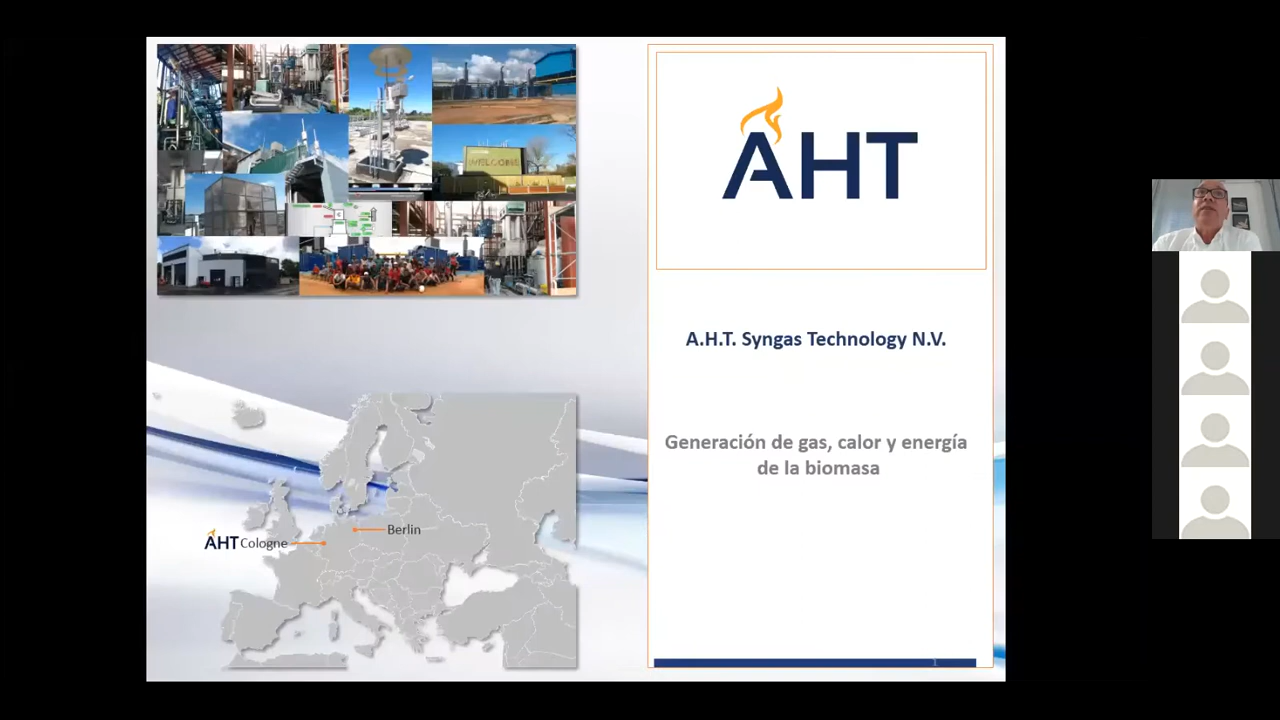 WELCOME
AHT
A.H.T. Syngas Technology N.V.
Generación de gas, calor y energía
de la biomasa
Berlin
AHT Cologne